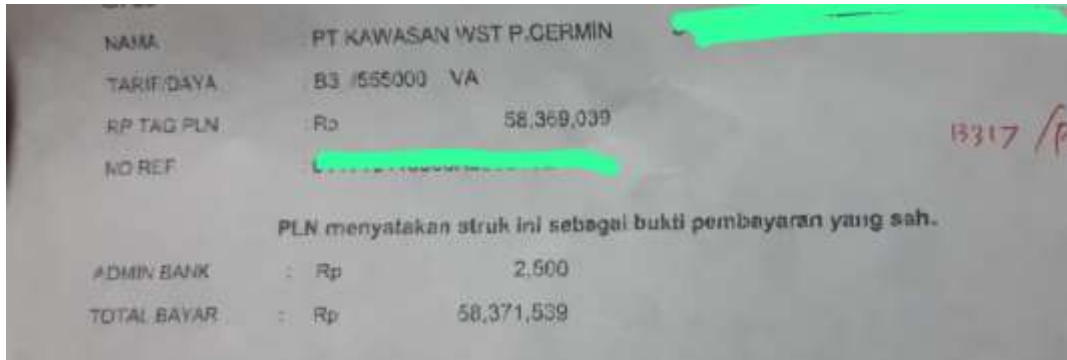 NAMA PT KAWASAN WST P.CERMIN
TARIF/DAYA : B3 /555000 VA
RP TAG PLN : Rp 58,369,039
NO REF
PLN menyatakan struk ini sebagai bukti pembayaran yang sah.
ADMIN BANK : Rp 2,500
TOTAL BAYAR : Rp 58,371,539
B317